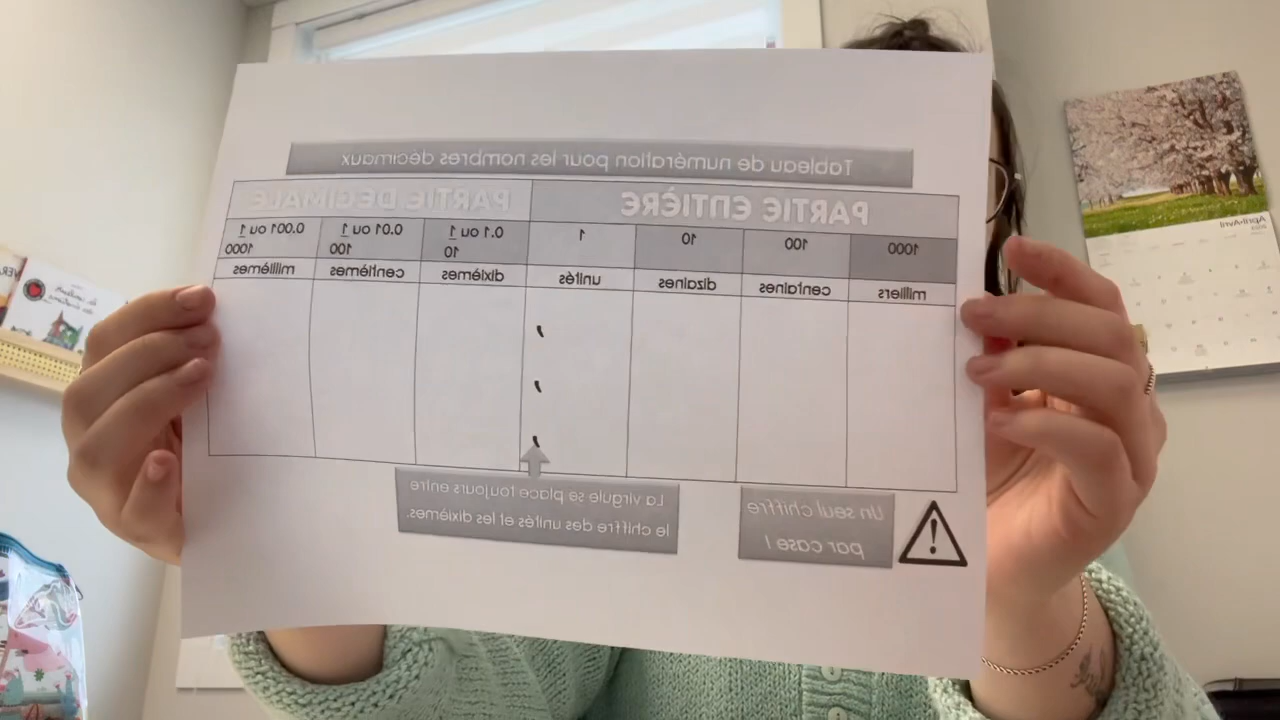 Tableau de numération pour les nombres décimaux
PARTIE ENTIÈRE PARTIE DÉCIMALE
1000 100 10 1 0.1 ou 1/10 0.01 ou 1/100 0.001 ou 1/1000
milliers centaines dizaines unités dixièmes centièmes millièmes
,
,
,
Un seul chiffre
par case !
La virgule se place toujours entre
le chiffre des unités et les dixièmes.
April•Avril